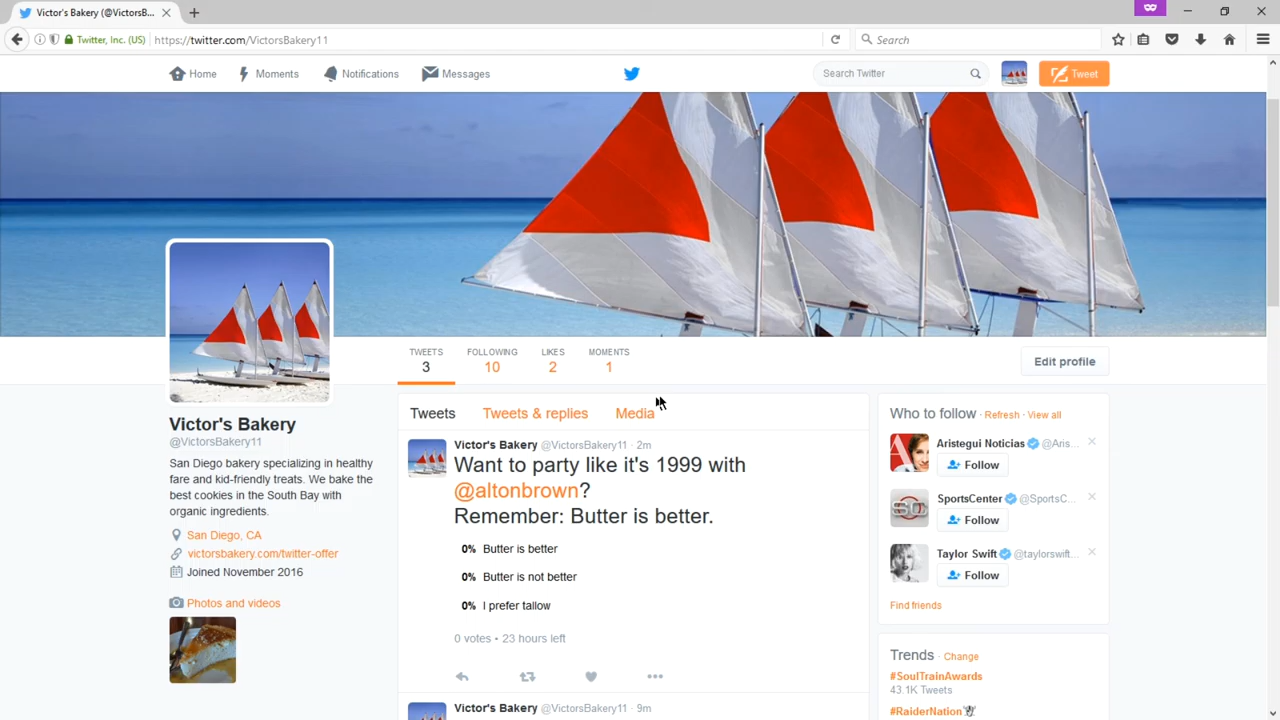 Victor's Bakery (@VictorsB...
Twitter, Inc. (US)
https://twitter.com/VictorsBakery11
Search
Home
Moments
Notifications
Messages
Search Twitter
Tweet
TWEETS
3
FOLLOWING
10
LIKES
2
MOMENTS
1
Edit profile
Victor's Bakery
@VictorsBakery11
San Diego bakery specializing in healthy
fare and kid-friendly treats. We bake the
best cookies in the South Bay with
organic ingredients.
San Diego, CA
victorsbakery.com/twitter-offer
Joined November 2016
Photos and videos
Tweets
Tweets & replies
Media
Victor's Bakery @VictorsBakery11 · 2m
Want to party like it's 1999 with
@altonbrown?
Remember: Butter is better.
0% Butter is better
0% Butter is not better
0% I prefer tallow
0 votes • 23 hours left
Victor's Bakery @VictorsBakery11 · 9m
Who to follow · Refresh · View all
Aristegui Noticias @Aris...
Follow
SportsCenter @SportsC...
Follow
Taylor Swift @taylorswift...
Follow
Find friends
Trends · Change
#SoulTrainAwards
43.1K Tweets
#RaiderNation